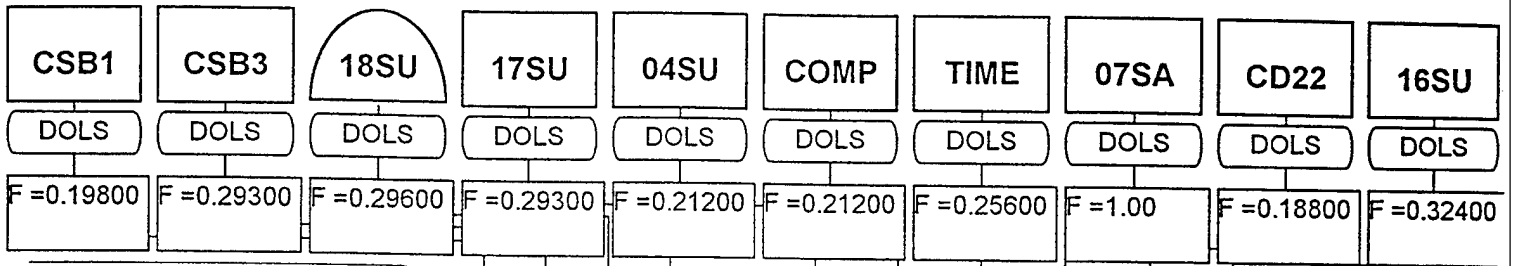 CSB1 CSB3 18SU 17SU 04SU COMP TIME 07SA CD22 16SU
DOLS DOLS DOLS DOLS DOLS DOLS DOLS DOLS DOLS DOLS
F =0.19800 F =0.29300 F =0.29600 F =0.29300 F =0.21200 F =0.21200 F =0.25600 F =1.00 F =0.18800 F =0.32400